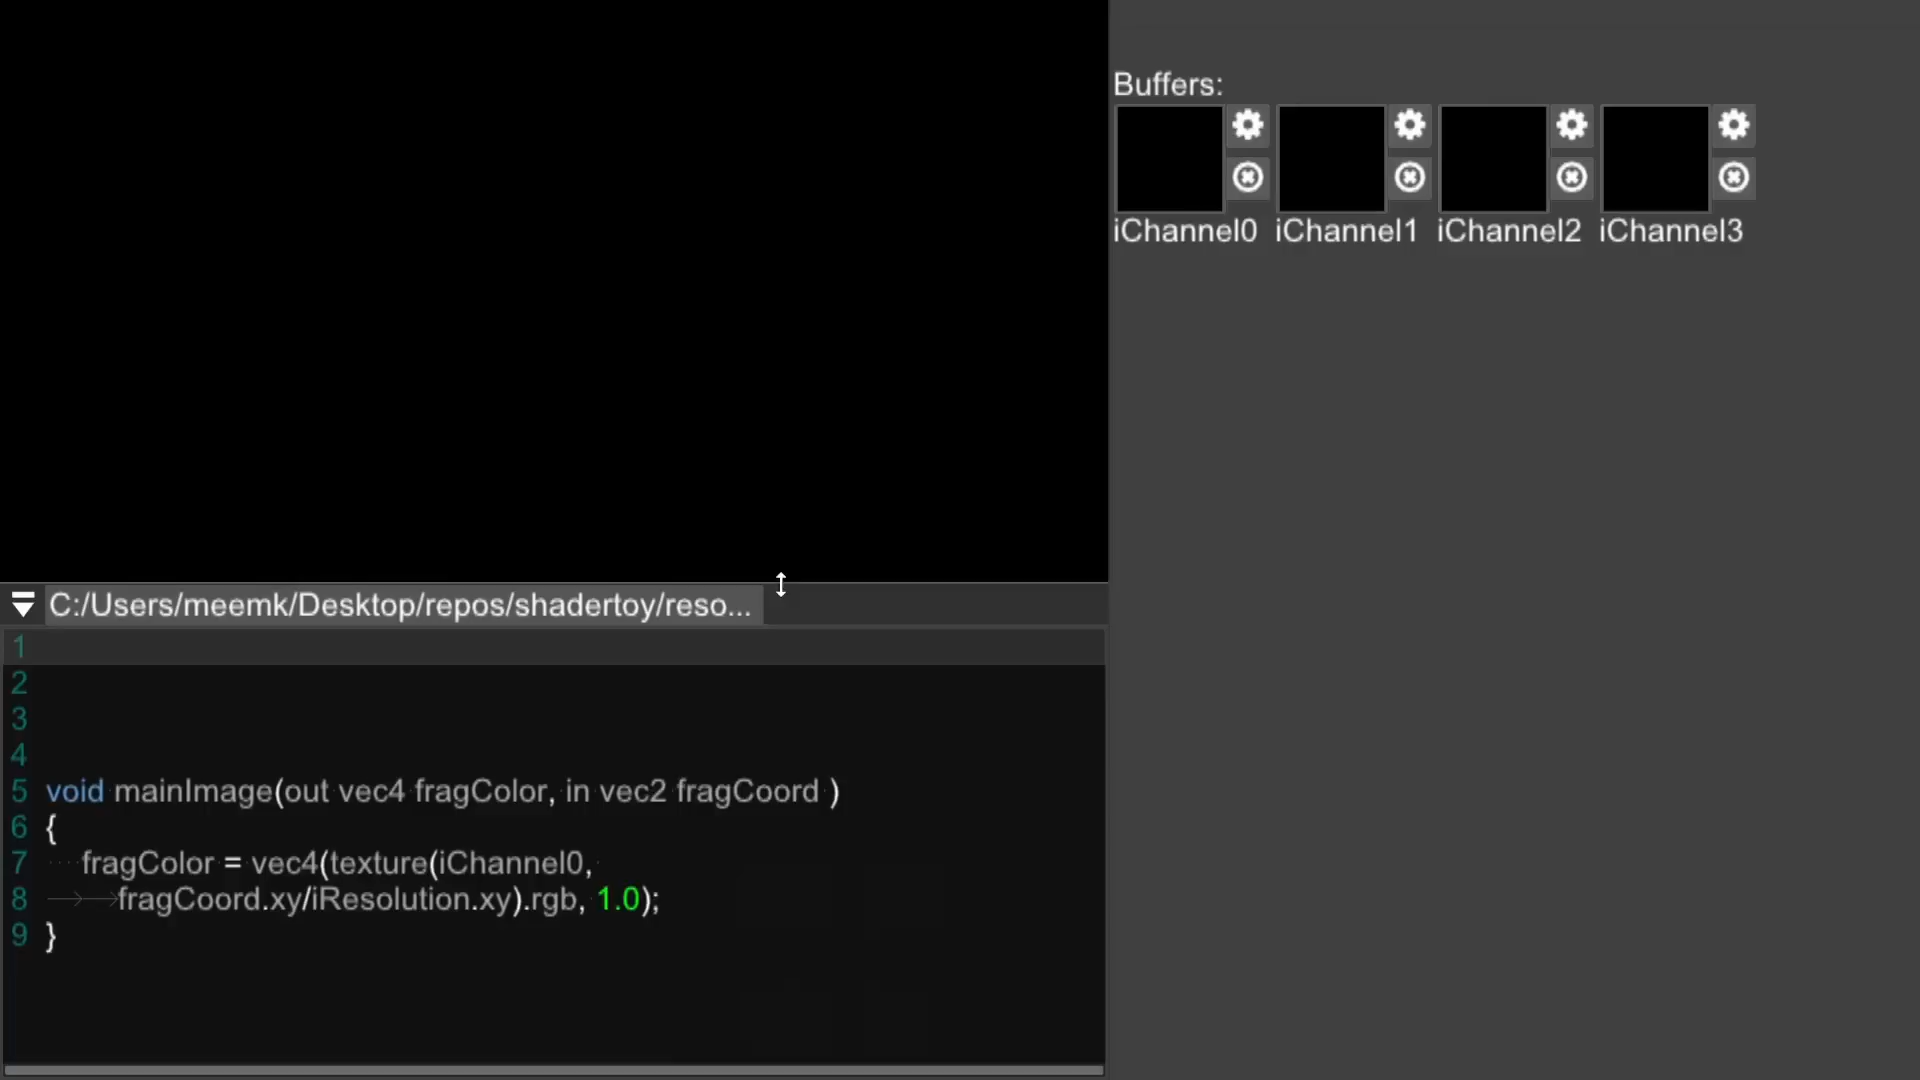 Buffers:
iChannel0 iChannel1 iChannel2 iChannel3
C:/Users/meemk/Desktop/repos/shadertoy/reso...
1
2
3
4
5 void mainImage(out vec4 fragColor, in vec2 fragCoord )
6 {
7 fragColor = vec4(texture(iChannel0,
8 fragCoord.xy/iResolution.xy).rgb, 1.0);
9 }